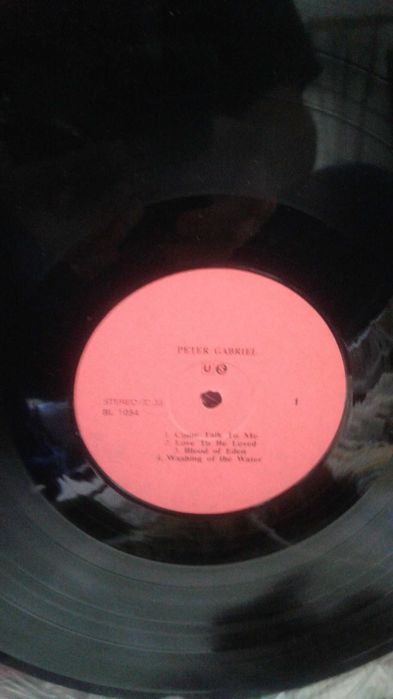 PETER GABRIEL
US
STEREO
BL 1034
1
1. Come Talk To Me
2. Love To Be Loved
3. Blood of Eden
4. Washing of the Water